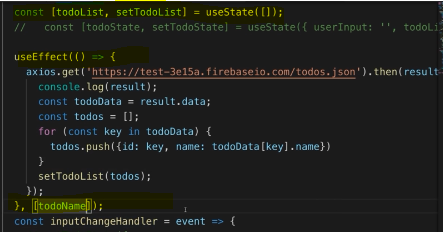 const [todoList, setTodoList] = useState([]);
//   const [todoState, setTodoState] = useState({ userInput: '', todoLi
useEffect(() => {
axios.get('https://test-3e15a.firebaseio.com/todos.json').then(result
console.log(result);
const todoData = result.data;
const todos = [];
for (const key in todoData) {
todos.push({id: key, name: todoData[key].name})
}
setTodoList(todos);
});
}, [todoName]);
const inputChangeHandler = event => {